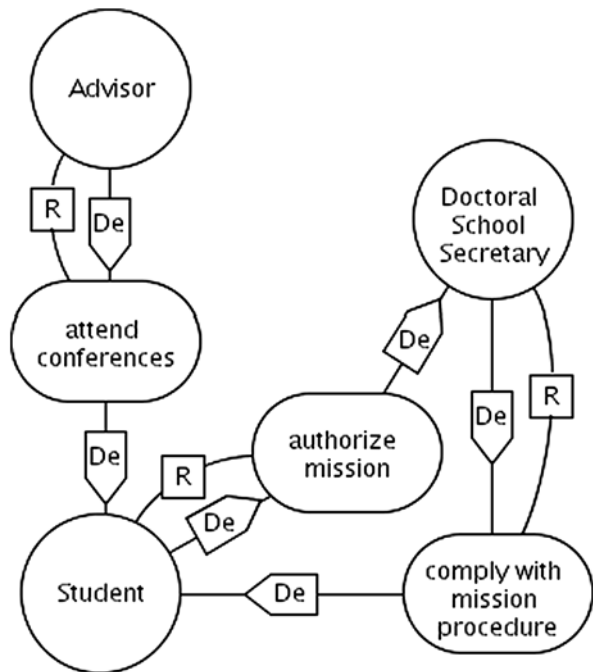 Advisor
R
De
attend
conferences
De
Student
R
De
authorize
mission
De
Doctoral
School
Secretary
De
R
comply with
mission
procedure
De